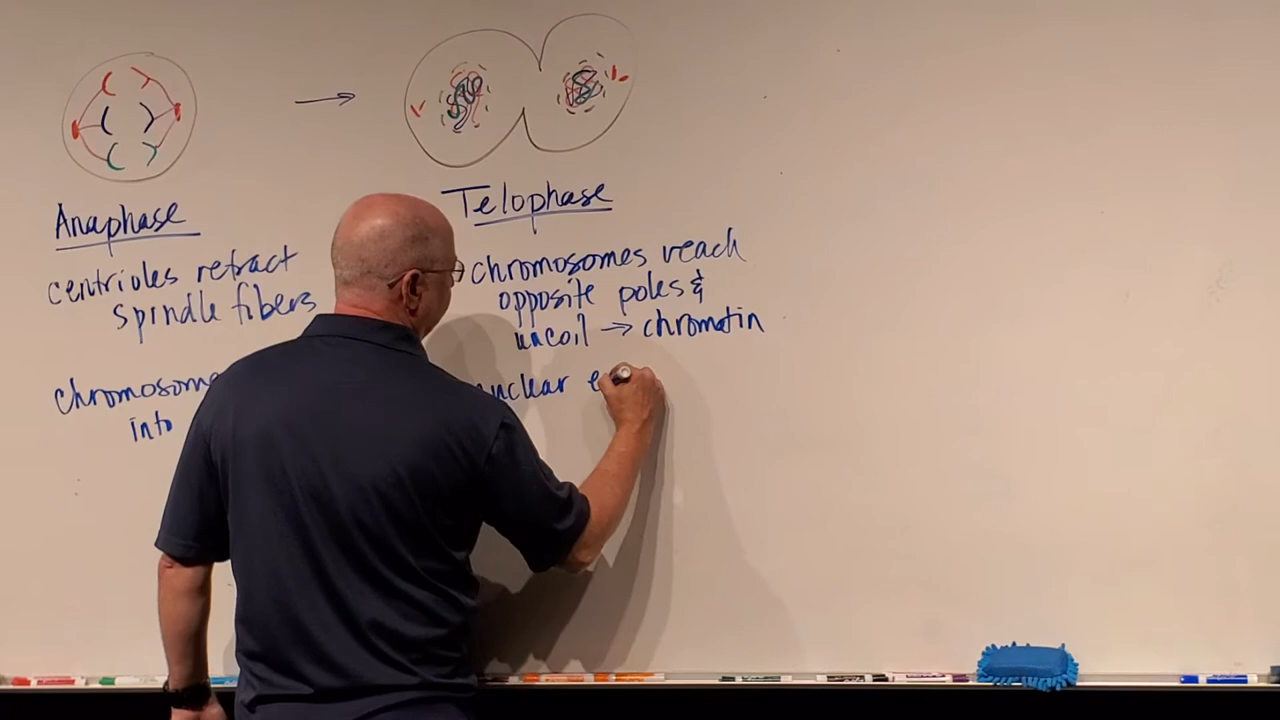 Anaphase
centrioles retract
spindle fibers
chromosome
into
Telophase
chromosomes reach
opposite poles &
uncoil → chromatin
nuclear e